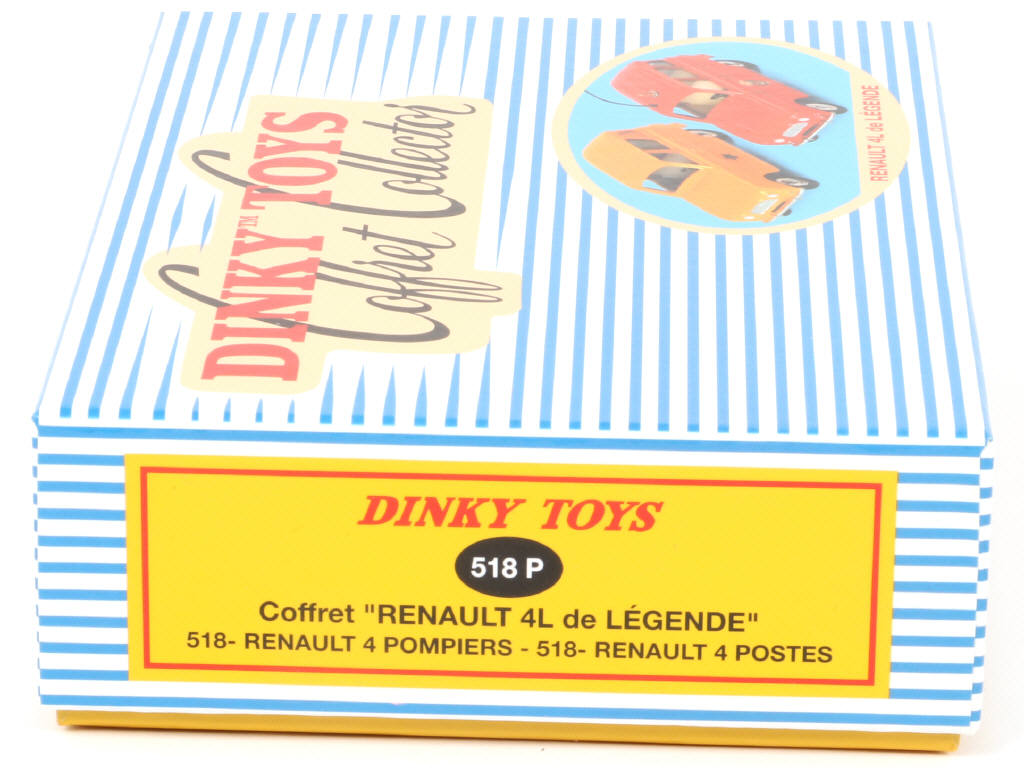 DINKY TOYS™
Coffret Collector
RENAULT 4L de LÉGENDE
DINKY TOYS
518 P
Coffret "RENAULT 4L de LÉGENDE"
518- RENAULT 4 POMPIERS - 518- RENAULT 4 POSTES